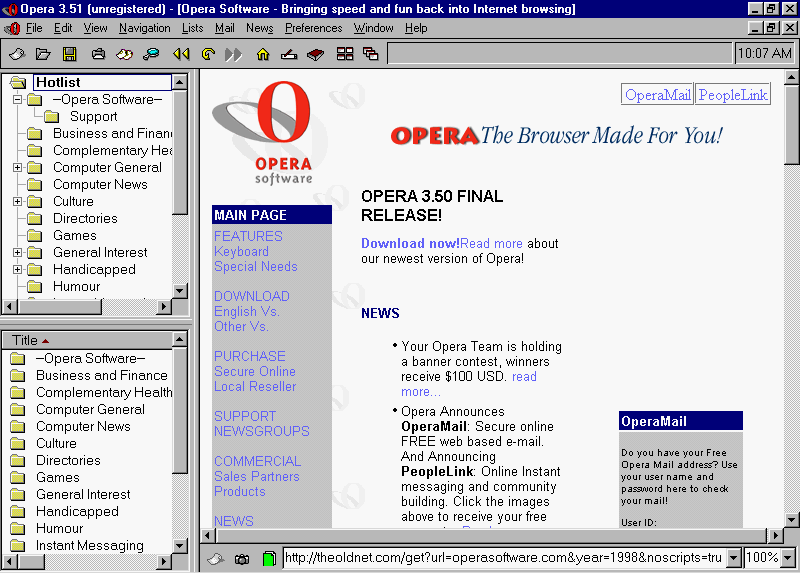 Opera 3.51 (unregistered) - [Opera Software - Bringing speed and fun back into Internet browsing]
File Edit View Navigation Lists Mail News Preferences Window Help
10:07 AM
Hotlist
--Opera Software--
Support
Business and Finan
Complementary Hea
Computer General
Computer News
Culture
Directories
Games
General Interest
Handicapped
Humour
Title
--Opera Software--
Business and Finance
Complementary Health
Computer General
Computer News
Culture
Directories
Games
General Interest
Handicapped
Humour
Instant Messaging
OPERA
software
OperaMail PeopleLink
OPERA The Browser Made For You!
MAIN PAGE
FEATURES
Keyboard
Special Needs
DOWNLOAD
English Vs.
Other Vs.
PURCHASE
Secure Online
Local Reseller
SUPPORT
NEWSGROUPS
COMMERCIAL
Sales Partners
Products
NEWS
OPERA 3.50 FINAL
RELEASE!
Download now!Read more about
our newest version of Opera!
NEWS
• Your Opera Team is holding
a banner contest, winners
receive $100 USD. read
more...
• Opera Announces
OperaMail: Secure online
FREE web based e-mail.
And Announcing
PeopleLink: Online Instant
messaging and community
building. Click the images
above to receive your free
OperaMail
Do you have your Free
Opera Mail address? Use
your user name and
password here to check
your mail!
User ID:
http://theoldnet.com/get?url=operasoftware.com&year=1998&noscripts=tru
100%